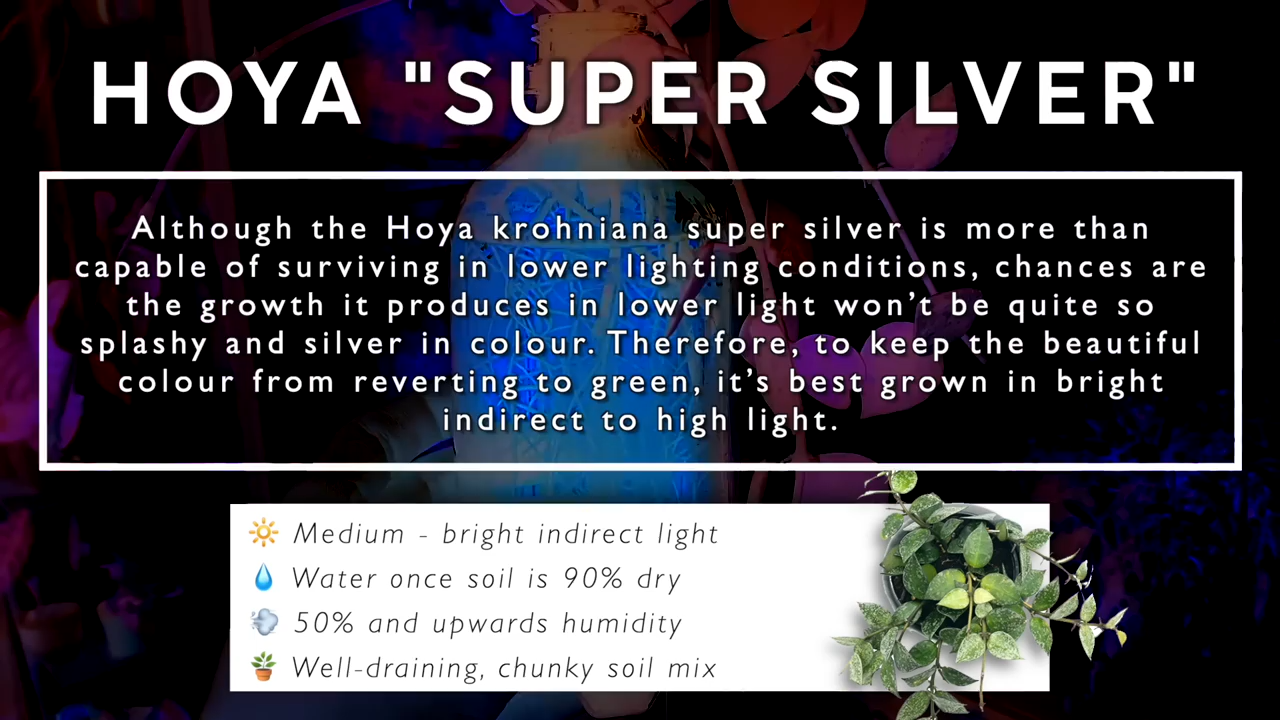 HOYA "SUPER SILVER"
Although the Hoya krohniana super silver is more than
capable of surviving in lower lighting conditions, chances are
the growth it produces in lower light won’t be quite so
splashy and silver in colour. Therefore, to keep the beautiful
colour from reverting to green, it’s best grown in bright
indirect to high light.
Medium - bright indirect light
Water once soil is 90% dry
50% and upwards humidity
Well-draining, chunky soil mix